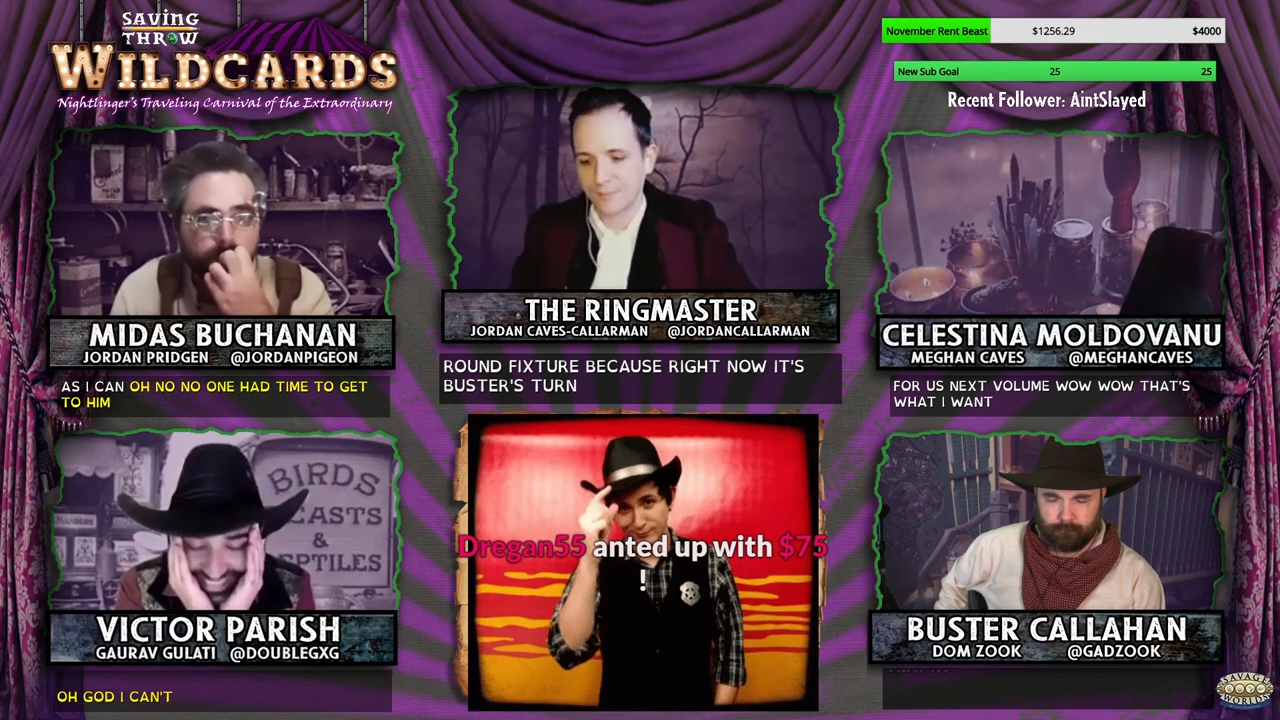 SAVING
THROW
WILDCARDS
Nightlinger's Traveling Carnival of the Extraordinary
November Rent Beast $1256.29 $4000
New Sub Goal 25 25
Recent Follower: AintSlayed
MIDAS BUCHANAN
JORDAN PRIDGEN @JORDANPIGEON
AS I CAN OH NO NO ONE HAD TIME TO GET
TO HIM
THE RINGMASTER
JORDAN CAVES-CALLARMAN @JORDANCALLARMAN
ROUND FIXTURE BECAUSE RIGHT NOW IT'S
BUSTER'S TURN
CELESTINA MOLDOVANU
MEGHAN CAVES @MEGHANCAVES
FOR US NEXT VOLUME WOW WOW THAT'S
WHAT I WANT
BIRDS
EASTS
&
EPTILES
VICTOR PARISH
GAURAV GULATI @DOUBLEGXG
OH GOD I CAN'T
Dregan55 anted up with $75
!
BUSTER CALLAHAN
DOM ZOOK @GADZOOK
SAVAGE
WORLDS